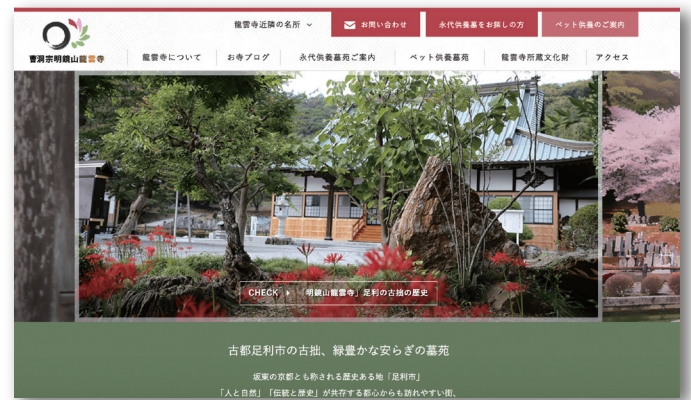 龍雲寺近隣の名所
お問い合わせ
永代供養墓をお探しの方
ペット供養のご案内
曹洞宗明鏡山龍雲寺
龍雲寺について
お寺ブログ
永代供養墓苑ご案内
ペット供養墓苑
龍雲寺所蔵文化財
アクセス
CHECK 「明鏡山龍雲寺」足利の古拙の歴史
古都足利市の古拙、緑豊かな安らぎの墓苑
坂東の京都とも称される歴史ある地「足利市」
「人と自然」「伝統と歴史」が共存する都心からも訪れやすい街、